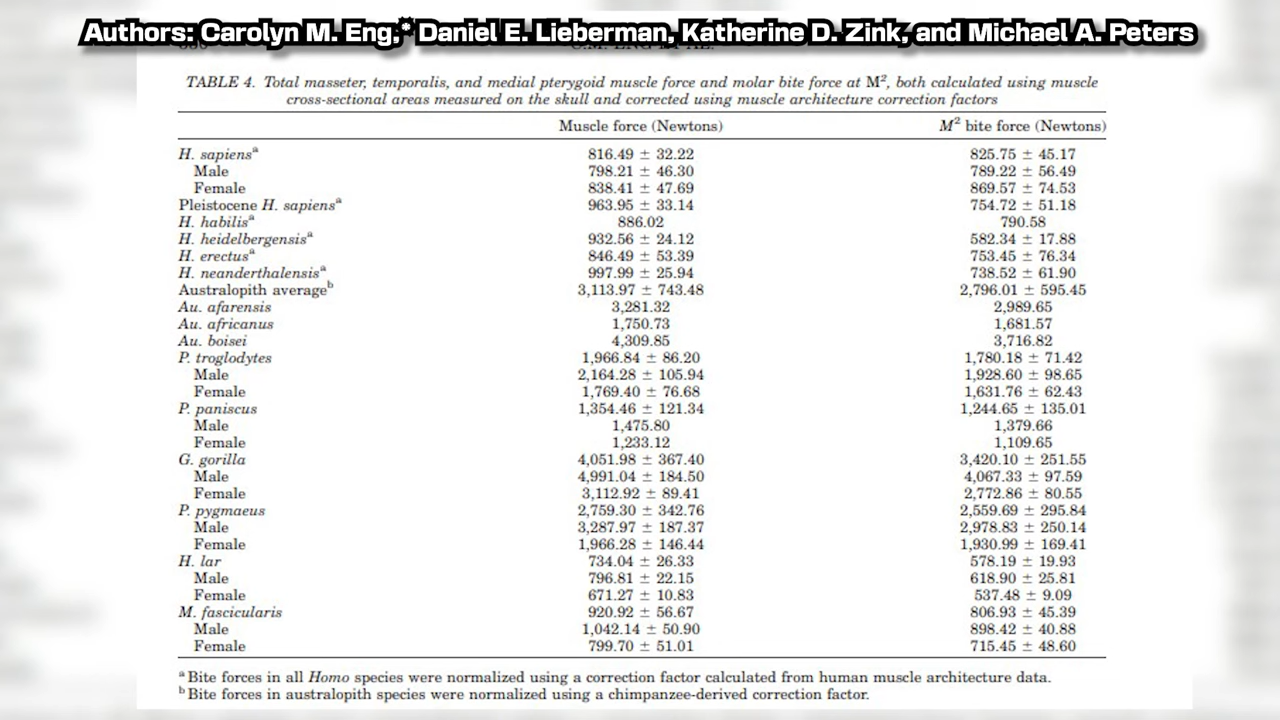 Authors: Carolyn M. Eng,* Daniel E. Lieberman, Katherine D. Zink, and Michael A. Peters
TABLE 4. Total masseter, temporalis, and medial pterygoid muscle force and molar bite force at M², both calculated using muscle
cross-sectional areas measured on the skull and corrected using muscle architecture correction factors
Muscle force (Newtons) M² bite force (Newtons)
H. sapiensᵃ 816.49 ± 32.22 825.75 ± 45.17
Male 798.21 ± 46.30 789.22 ± 56.49
Female 838.41 ± 47.69 869.57 ± 74.53
Pleistocene H. sapiensᵃ 963.95 ± 33.14 754.72 ± 51.18
H. habilisᵃ 886.02 790.58
H. heidelbergensisᵃ 932.56 ± 24.12 582.34 ± 17.88
H. erectusᵃ 846.49 ± 53.39 753.45 ± 76.34
H. neanderthalensisᵃ 997.99 ± 25.94 738.52 ± 61.90
Australopith averageᵇ 3,113.97 ± 743.48 2,796.01 ± 595.45
Au. afarensis 3,281.32 2,989.65
Au. africanus 1,750.73 1,681.57
Au. boisei 4,309.85 3,716.82
P. troglodytes 1,966.84 ± 86.20 1,780.18 ± 71.42
Male 2,164.28 ± 105.94 1,928.60 ± 98.65
Female 1,769.40 ± 76.68 1,631.76 ± 62.43
P. paniscus 1,354.46 ± 121.34 1,244.65 ± 135.01
Male 1,475.80 1,379.66
Female 1,233.12 1,109.65
G. gorilla 4,051.98 ± 367.40 3,420.10 ± 251.55
Male 4,991.04 ± 184.50 4,067.33 ± 97.59
Female 3,112.92 ± 89.41 2,772.86 ± 80.55
P. pygmaeus 2,759.30 ± 342.76 2,559.69 ± 295.84
Male 3,287.97 ± 187.37 2,978.83 ± 250.14
Female 1,966.28 ± 146.44 1,930.99 ± 169.41
H. lar 734.04 ± 26.33 578.19 ± 19.93
Male 796.81 ± 22.15 618.90 ± 25.81
Female 671.27 ± 10.83 537.48 ± 9.09
M. fascicularis 920.92 ± 56.67 806.93 ± 45.39
Male 1,042.14 ± 50.90 898.42 ± 40.88
Female 799.70 ± 51.01 715.45 ± 48.60
ᵃ Bite forces in all Homo species were normalized using a correction factor calculated from human muscle architecture data.
ᵇ Bite forces in australopith species were normalized using a chimpanzee-derived correction factor.